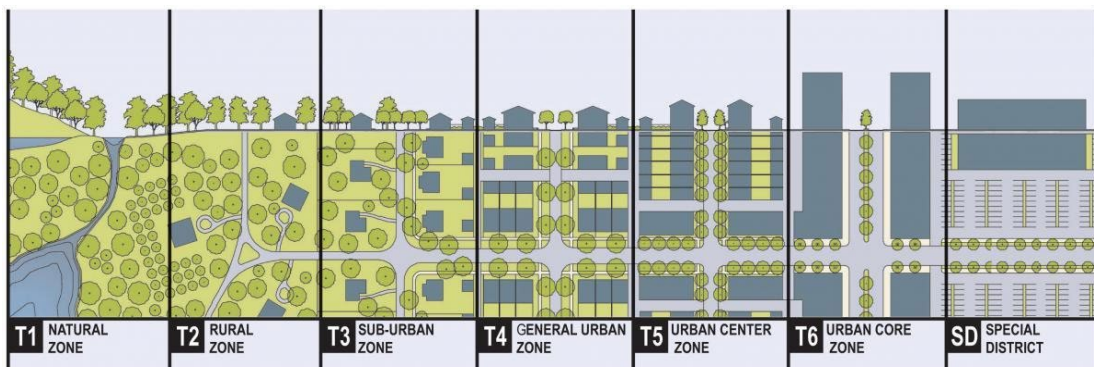 T1 NATURAL
ZONE
T2 RURAL
ZONE
T3 SUB-URBAN
ZONE
T4 GENERAL URBAN
ZONE
T5 URBAN CENTER
ZONE
T6 URBAN CORE
ZONE
SD SPECIAL
DISTRICT